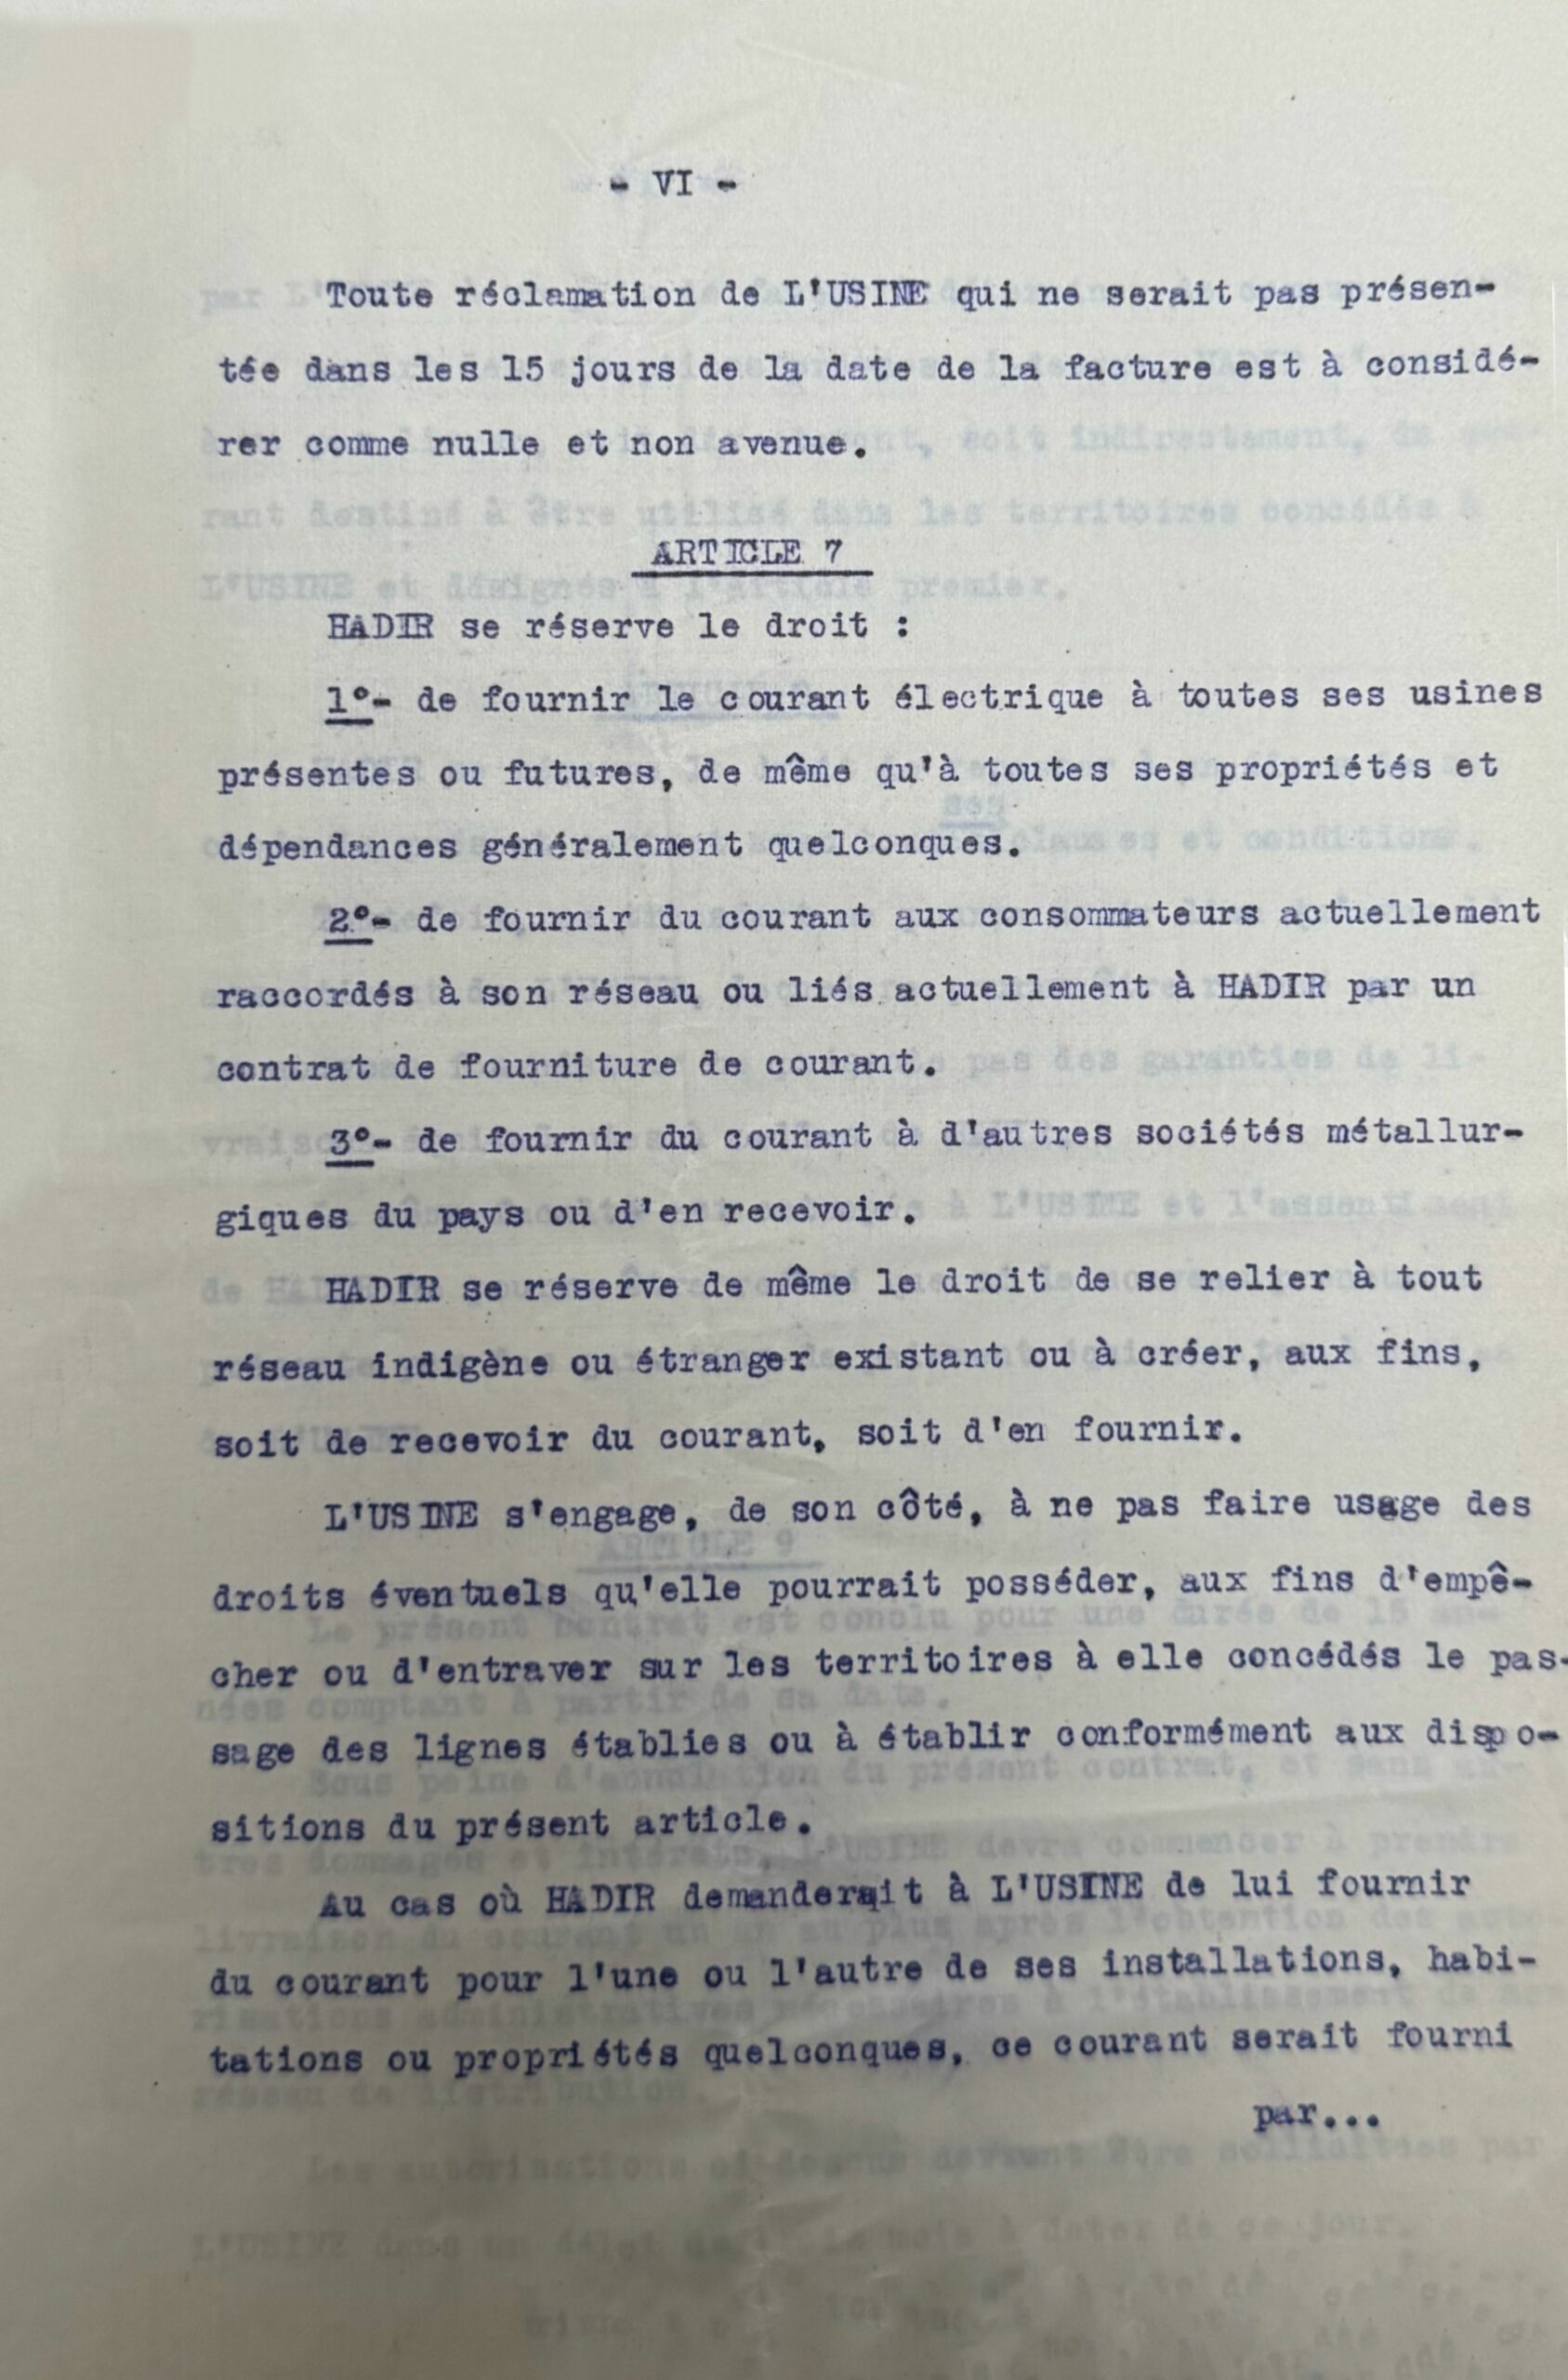 - VI -
Toute réclamation de L'USINE qui ne serait pas présen-
tée dans les 15 jours de la date de la facture est à considé-
rer comme nulle et non avenue.
ARTICLE 7
HADIR se réserve le droit :
1°- de fournir le courant électrique à toutes ses usines
présentes ou futures, de même qu'à toutes ses propriétés et
dépendances généralement quelconques.
2°- de fournir du courant aux consommateurs actuellement
raccordés à son réseau ou liés actuellement à HADIR par un
contrat de fourniture de courant.
3°- de fournir du courant à d'autres sociétés métallur-
giques du pays ou d'en recevoir.
HADIR se réserve de même le droit de se relier à tout
réseau indigène ou étranger existant ou à créer, aux fins,
soit de recevoir du courant, soit d'en fournir.
L'USINE s'engage, de son côté, à ne pas faire usage des
droits éventuels qu'elle pourrait posséder, aux fins d'empê-
cher ou d'entraver sur les territoires à elle concédés le pas-
sage des lignes établies ou à établir conformément aux dispo-
sitions du présent article.
Au cas où HADIR demanderait à L'USINE de lui fournir
du courant pour l'une ou l'autre de ses installations, habi-
tations ou propriétés quelconques, ce courant serait fourni
par...